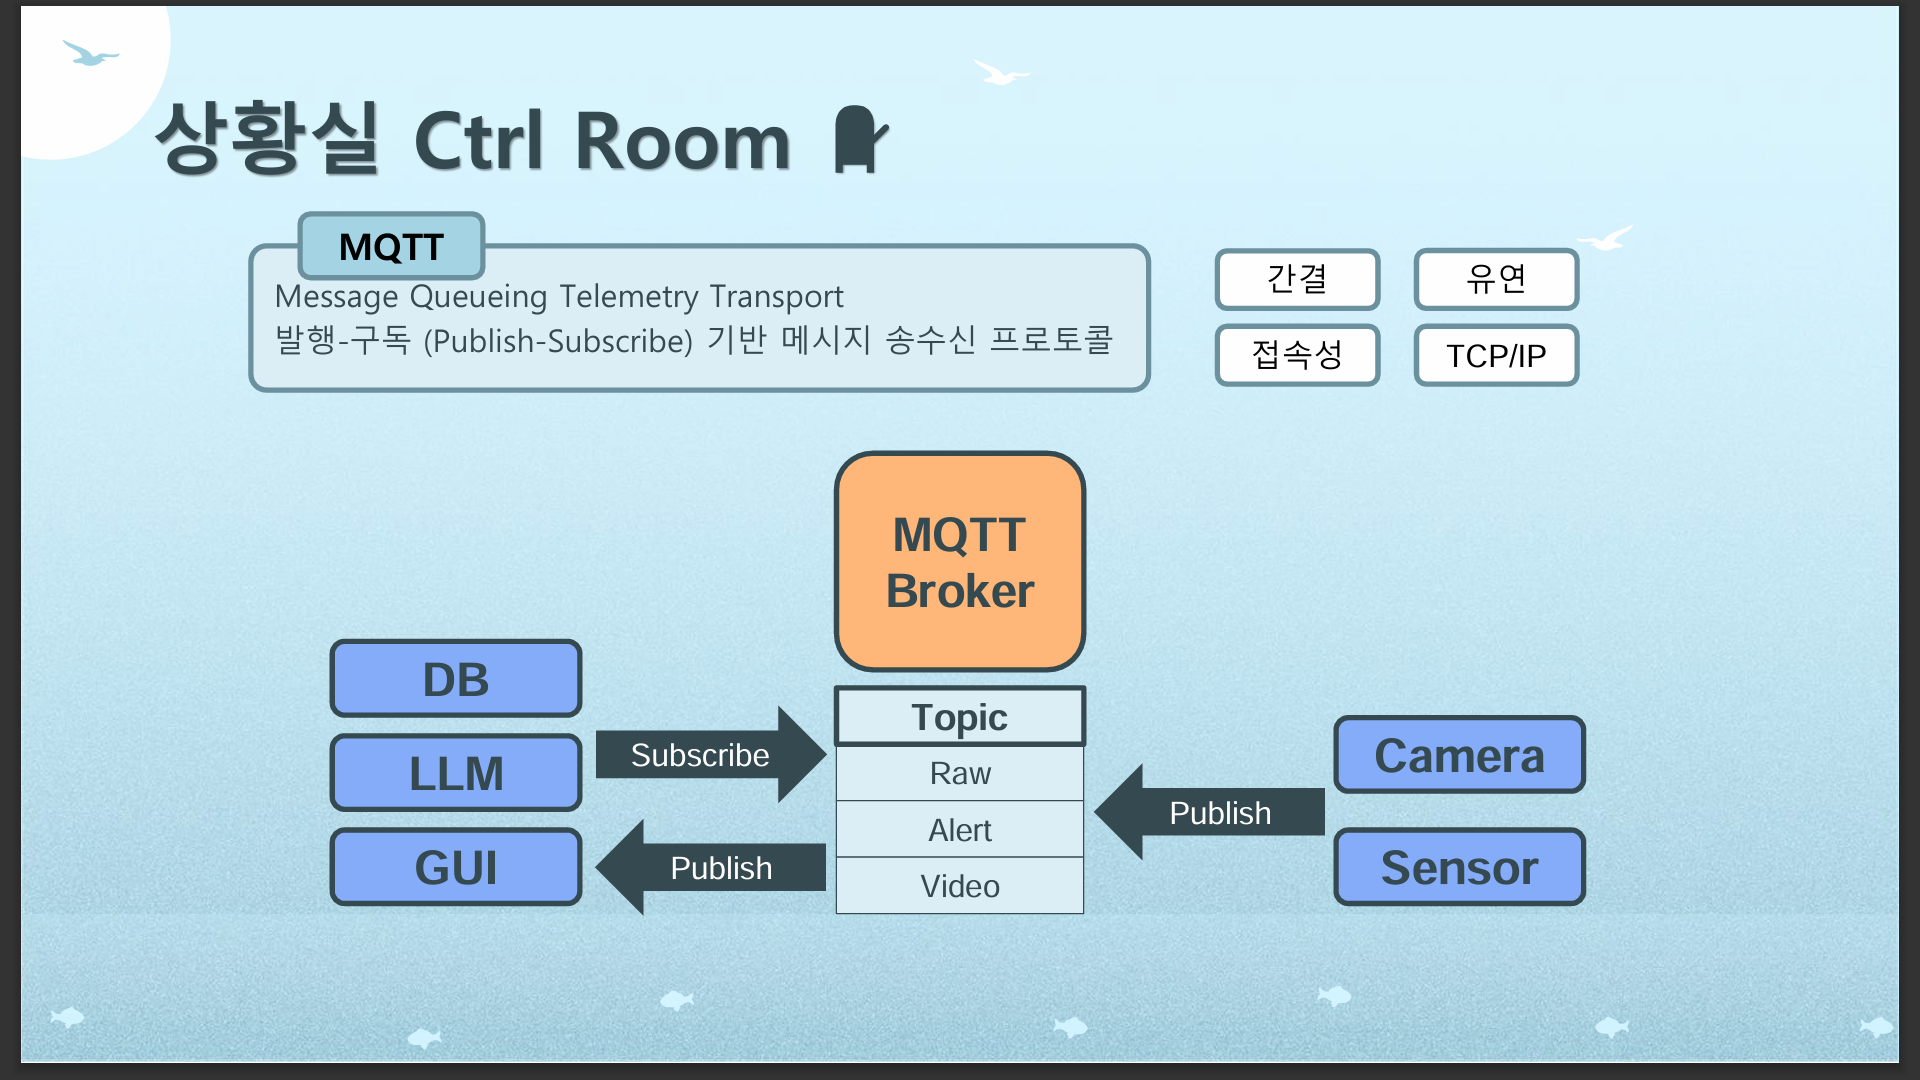 상황실 Ctrl Room
MQTT
Message Queueing Telemetry Transport
발행-구독 (Publish-Subscribe) 기반 메시지 송수신 프로토콜
간결
유연
접속성
TCP/IP
MQTT
Broker
DB
LLM
GUI
Subscribe
Publish
Topic
Raw
Alert
Video
Publish
Camera
Sensor